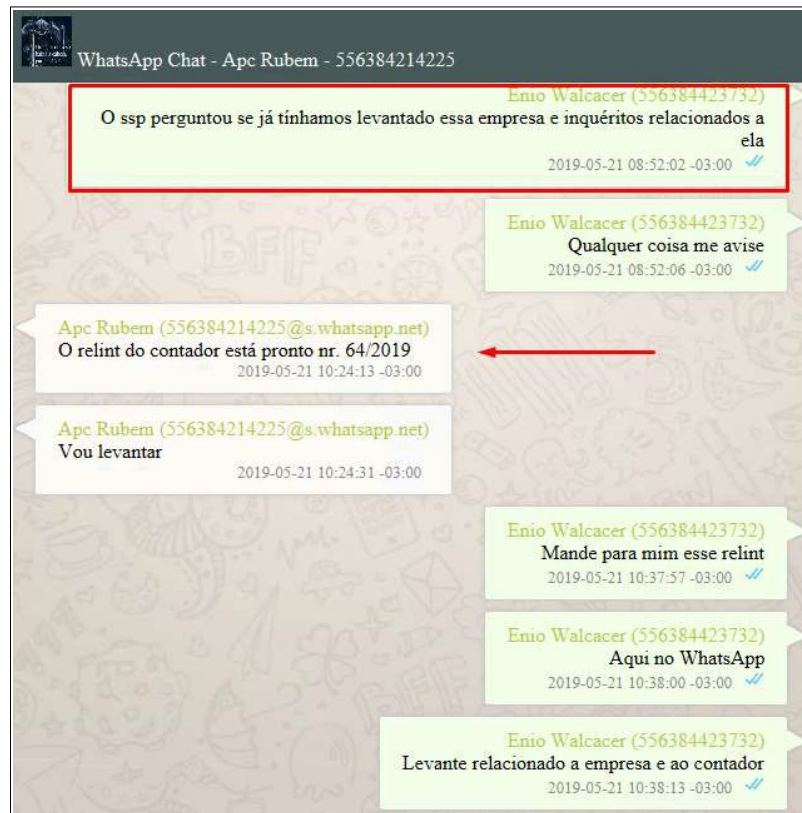 WhatsApp Chat - Apc Rubem - 556384214225
Enio Walcacer (556384423732)
O ssp perguntou se já tínhamos levantado essa empresa e inquéritos relacionados a
ela
2019-05-21 08:52:02 -03:00
Enio Walcacer (556384423732)
Qualquer coisa me avise
2019-05-21 08:52:06 -03:00
Apc Rubem (556384214225@s.whatsapp.net)
O relint do contador está pronto nr. 64/2019
2019-05-21 10:24:13 -03:00
Apc Rubem (556384214225@s.whatsapp.net)
Vou levantar
2019-05-21 10:24:31 -03:00
Enio Walcacer (556384423732)
Mande para mim esse relint
2019-05-21 10:37:57 -03:00
Enio Walcacer (556384423732)
Aqui no WhatsApp
2019-05-21 10:38:00 -03:00
Enio Walcacer (556384423732)
Levante relacionado a empresa e ao contador
2019-05-21 10:38:13 -03:00